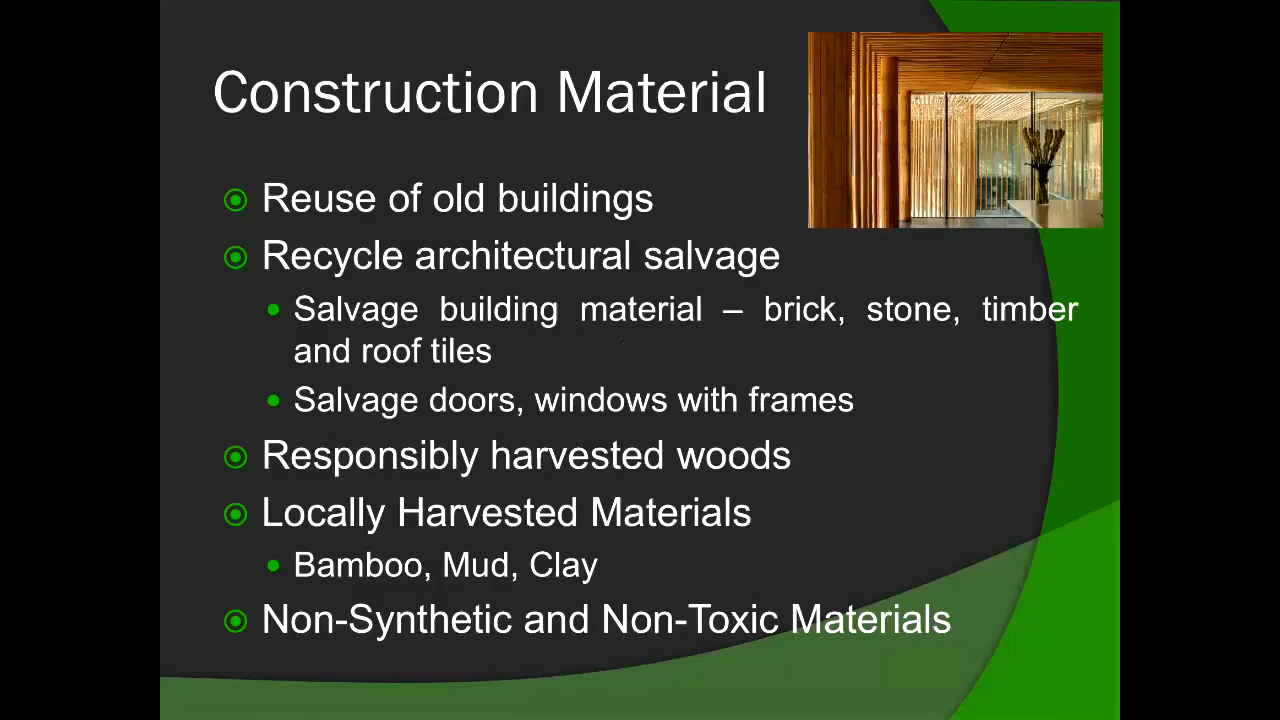 Construction Material
Reuse of old buildings
Recycle architectural salvage
Salvage building material – brick, stone, timber
and roof tiles
Salvage doors, windows with frames
Responsibly harvested woods
Locally Harvested Materials
Bamboo, Mud, Clay
Non-Synthetic and Non-Toxic Materials